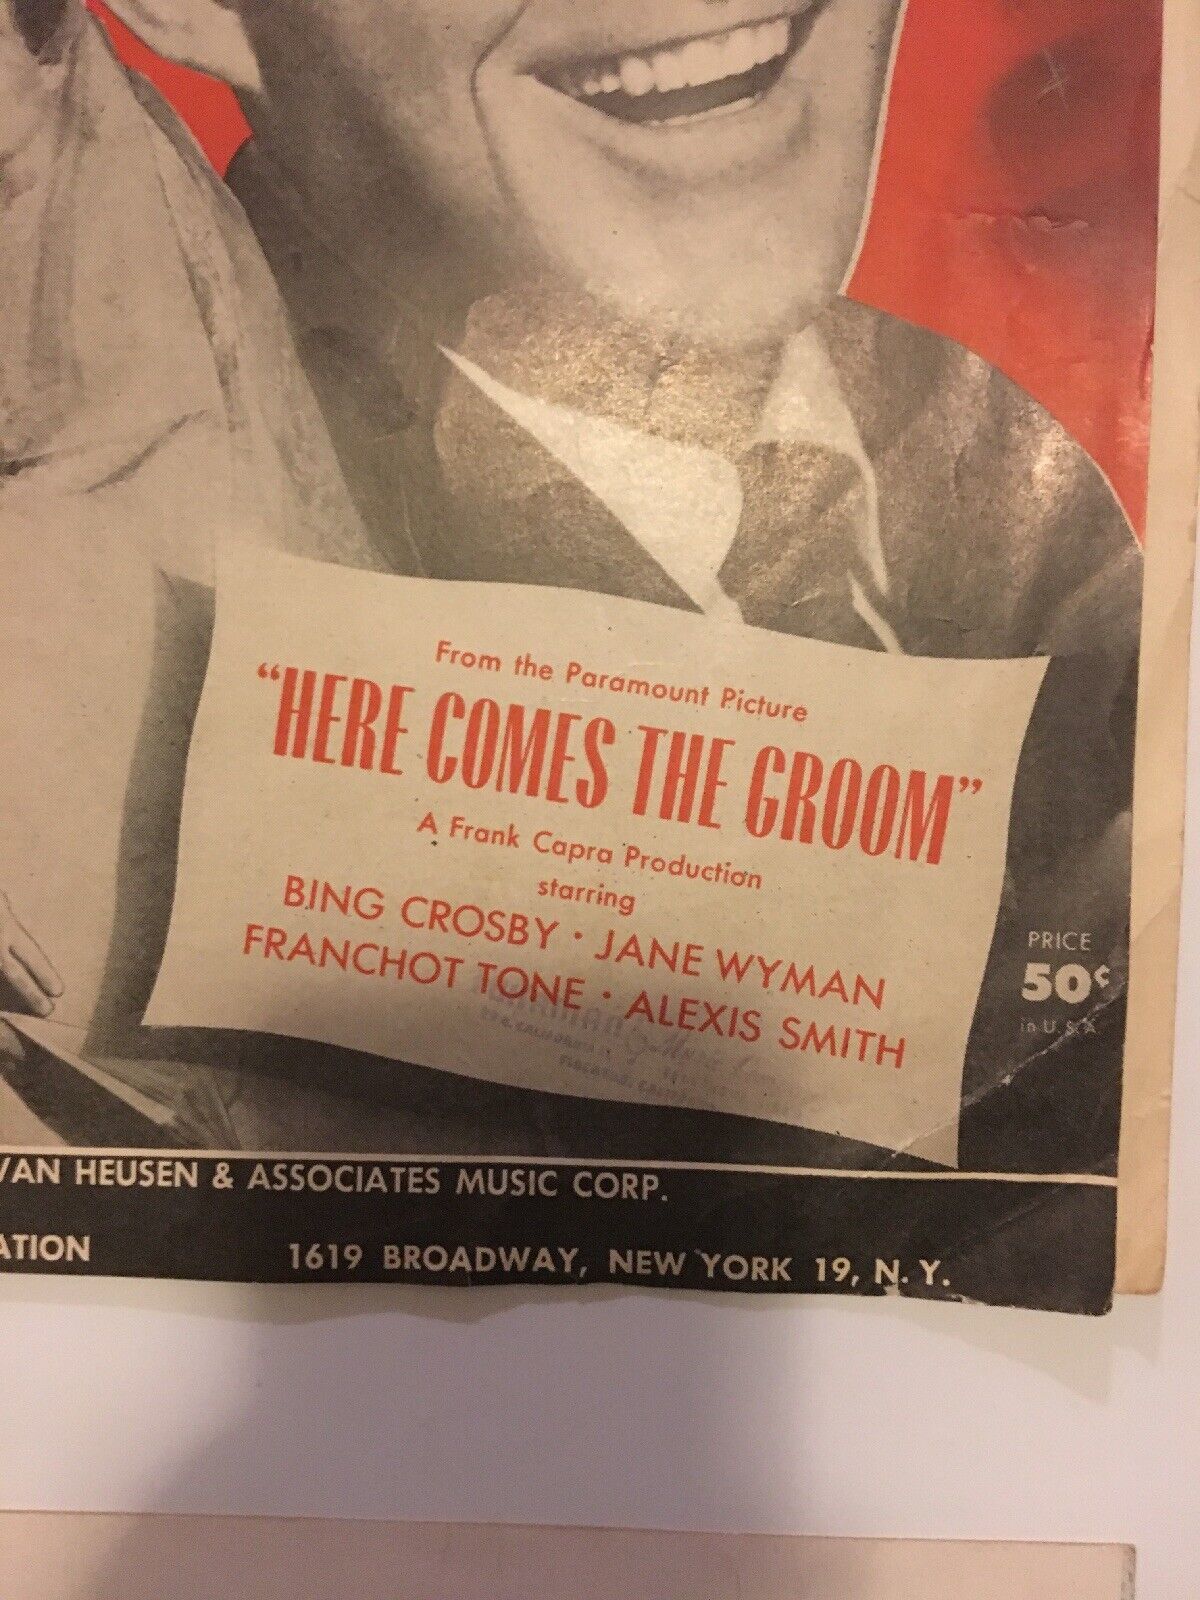 From the Paramount Picture
“HERE COMES THE GROOM”
A Frank Capra Production
starring
BING CROSBY · JANE WYMAN
FRANCHOT TONE · ALEXIS SMITH
PRICE
50¢
in U.S.A.
VAN HEUSEN & ASSOCIATES MUSIC CORP.
ATION 1619 BROADWAY, NEW YORK 19, N. Y.